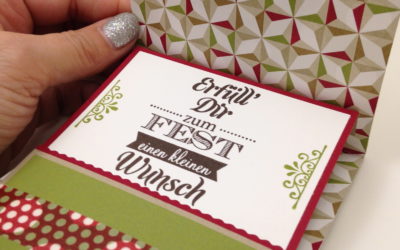 Erfüll'
Dir
zum
FEST
einen kleinen
Wunsch